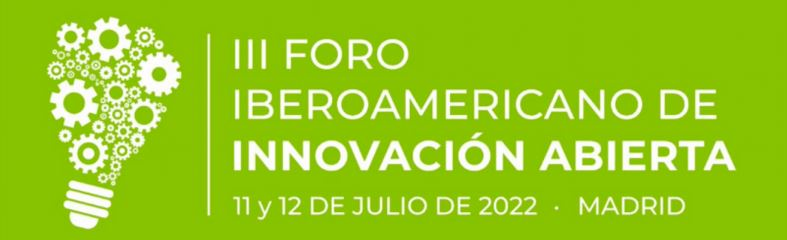 III FORO
IBEROAMERICANO DE
INNOVACIÓN ABIERTA
11 y 12 DE JULIO DE 2022 · MADRID